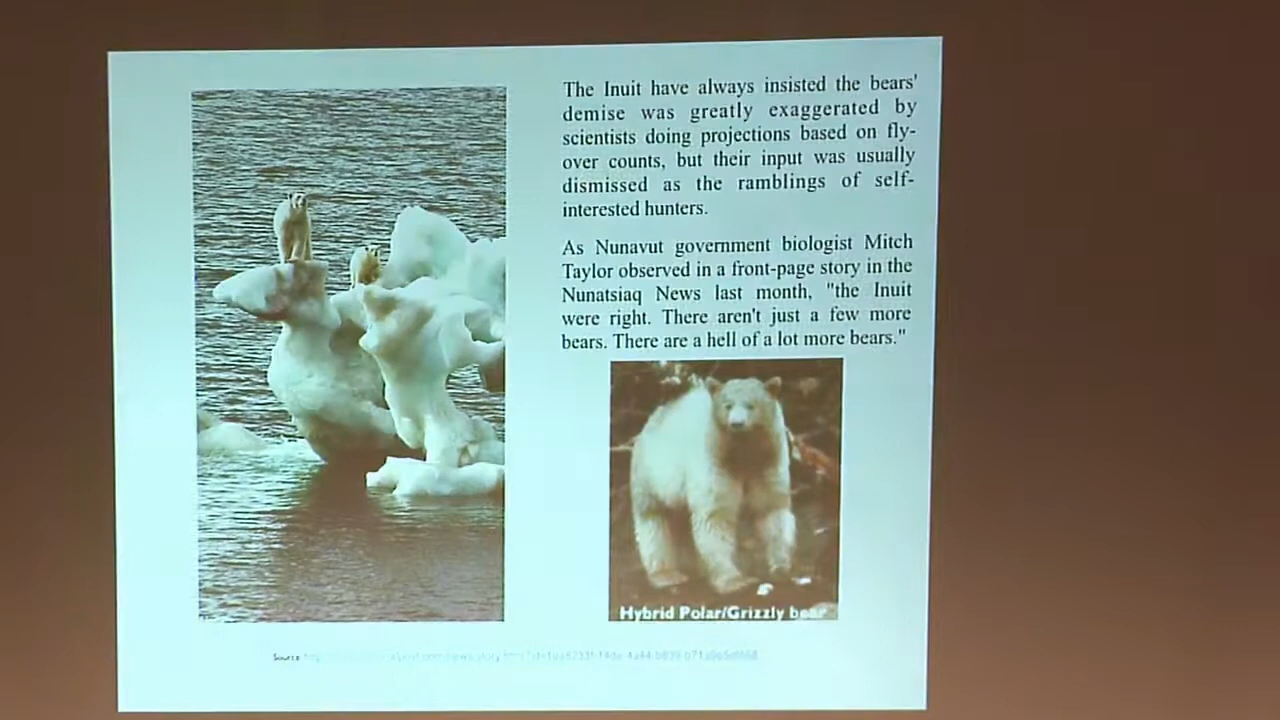 The Inuit have always insisted the bears'
demise was greatly exaggerated by
scientists doing projections based on fly-
over counts, but their input was usually
dismissed as the ramblings of self-
interested hunters.
As Nunavut government biologist Mitch
Taylor observed in a front-page story in the
Nunatsiaq News last month, "the Inuit
were right. There aren't just a few more
bears. There are a hell of a lot more bears."
Hybrid Polar/Grizzly bear
Source: